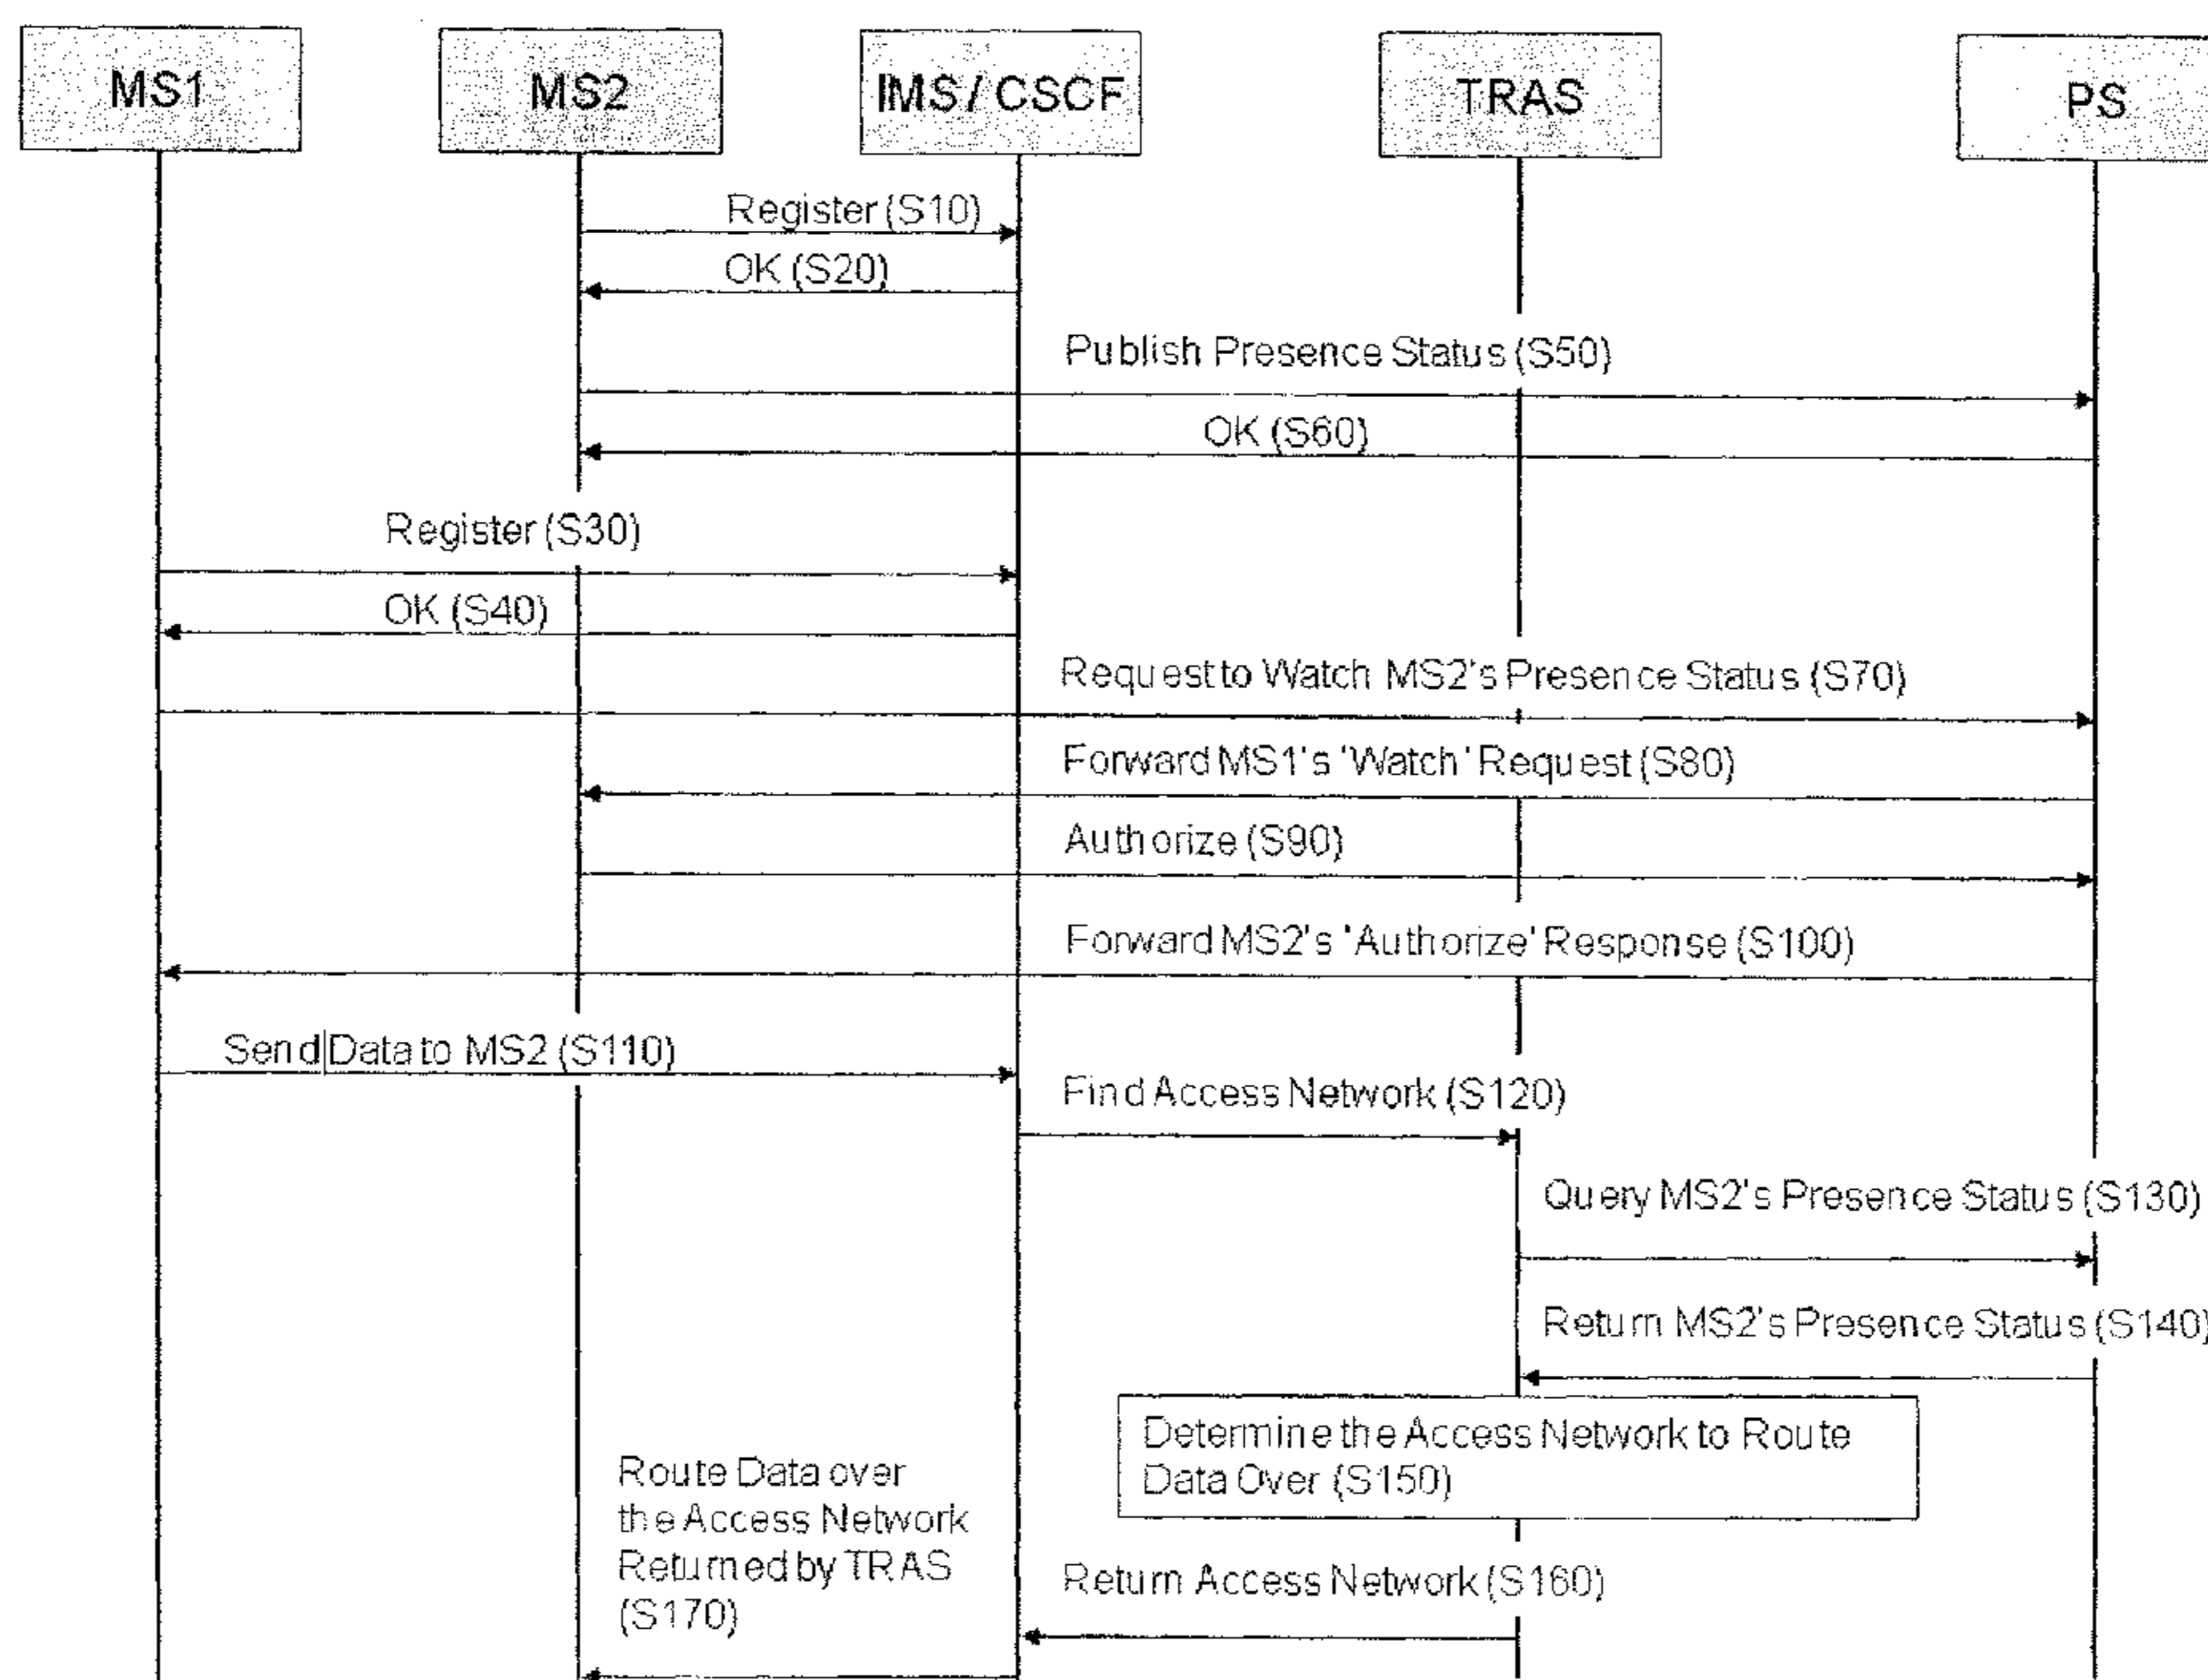 MS1
MS2
IMS / CSCF
TRAS
PS
Register (S10)
OK (S20)
Publish Presence Status (S50)
OK (S60)
Register (S30)
OK (S40)
Request to Watch MS2's Presence Status (S70)
Forward MS1's 'Watch' Request (S80)
Authorize (S90)
Forward MS2's 'Authorize' Response (S100)
Send Data to MS2 (S110)
Find Access Network (S120)
Query MS2's Presence Status (S130)
Return MS2's Presence Status (S140)
Determine the Access Network to Route
Data Over (S150)
Route Data over
the Access Network
Returned by TRAS
(S170)
Return Access Network (S160)